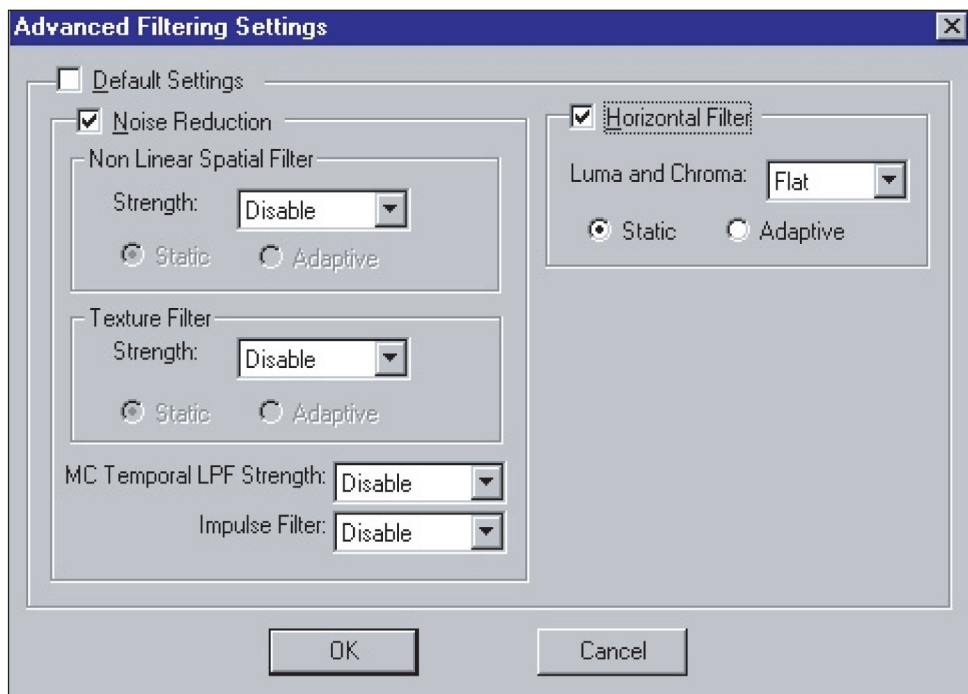 Advanced Filtering Settings
Default Settings
Noise Reduction
Non Linear Spatial Filter
Strength: Disable
Static Adaptive
Texture Filter
Strength: Disable
Static Adaptive
MC Temporal LPF Strength: Disable
Impulse Filter: Disable
Horizontal Filter
Luma and Chroma: Flat
Static Adaptive
OK Cancel